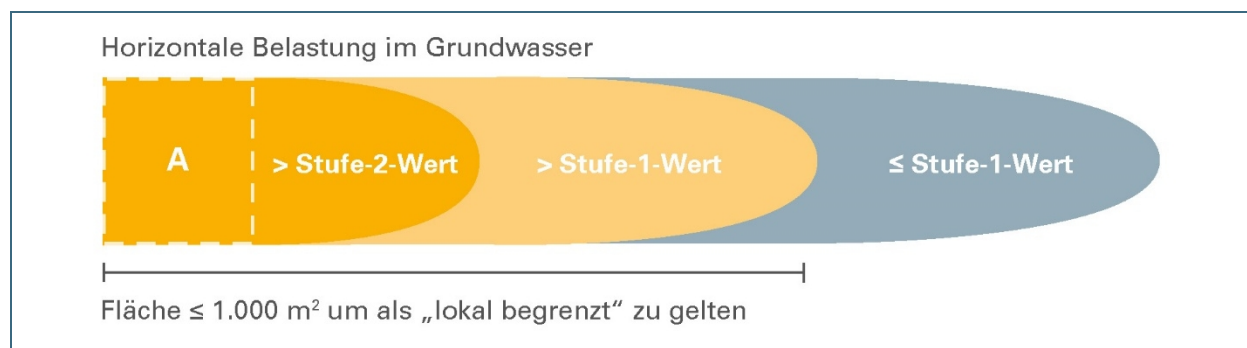 Horizontale Belastung im Grundwasser
A
> Stufe-2-Wert
> Stufe-1-Wert
≤ Stufe-1-Wert
Fläche ≤ 1.000 m² um als „lokal begrenzt“ zu gelten